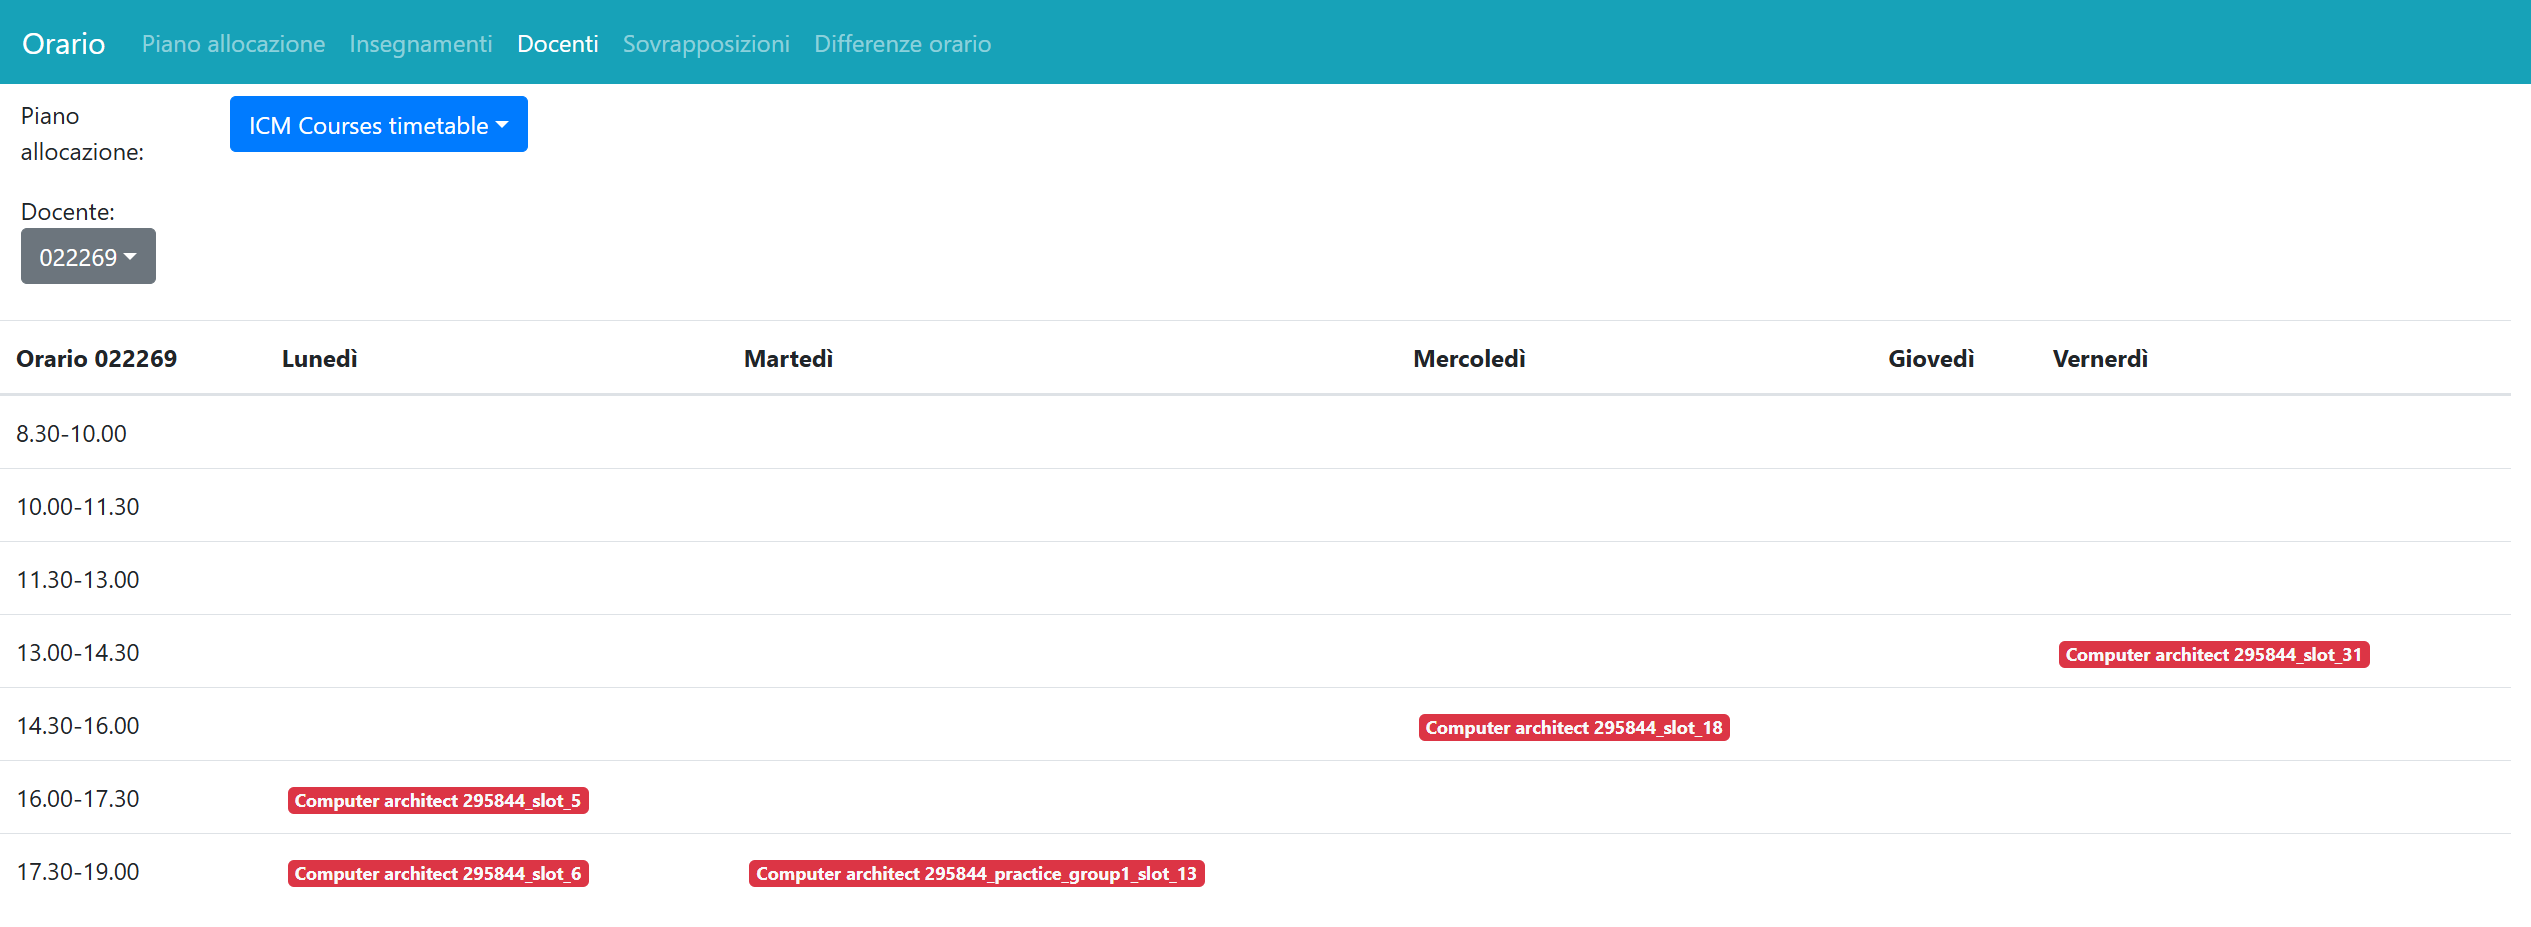 Orario Piano allocazione Insegnamenti Docenti Sovrapposizioni Differenze orario
Piano allocazione:
ICM Courses timetable
Docente:
022269
Orario 022269 Lunedì Martedì Mercoledì Giovedì Vernerdì
8.30-10.00
10.00-11.30
11.30-13.00
13.00-14.30 Computer architect 295844_slot_31
14.30-16.00 Computer architect 295844_slot_18
16.00-17.30 Computer architect 295844_slot_5
17.30-19.00 Computer architect 295844_slot_6 Computer architect 295844_practice_group1_slot_13